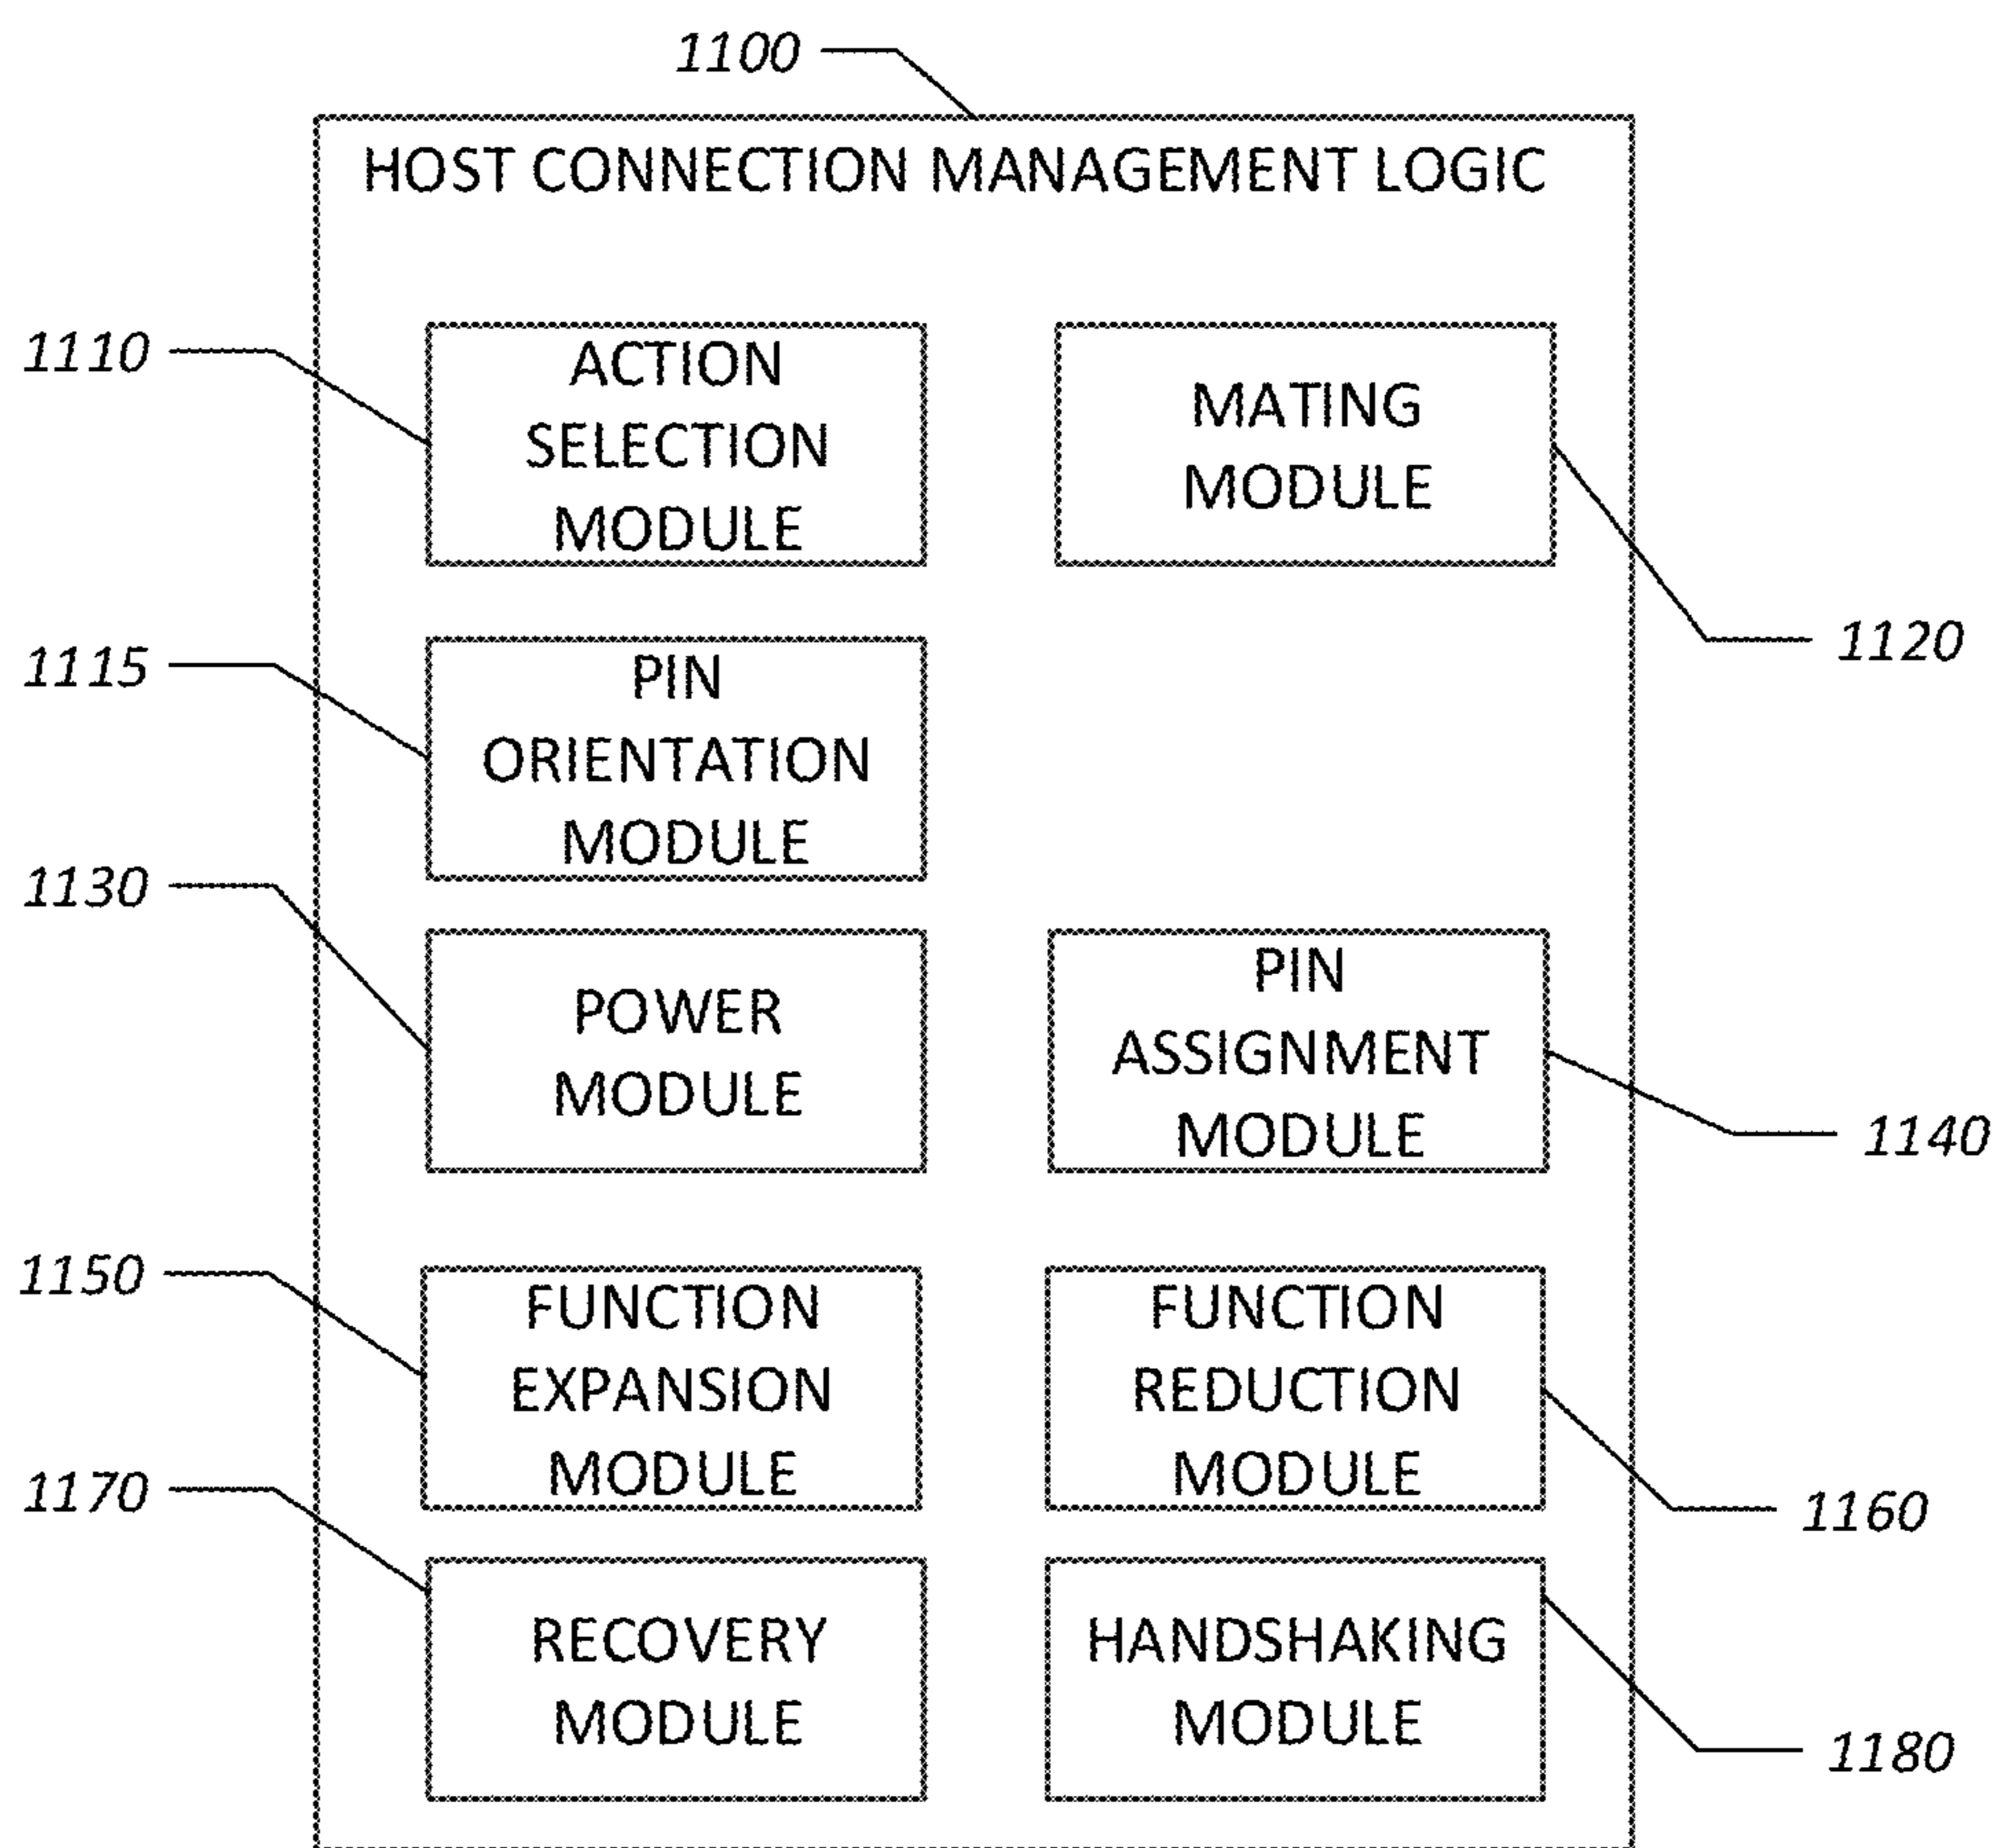 1100
HOST CONNECTION MANAGEMENT LOGIC
1110
ACTION
SELECTION
MODULE
MATING
MODULE
1120
1115
PIN
ORIENTATION
MODULE
1130
POWER
MODULE
PIN
ASSIGNMENT
MODULE
1140
1150
FUNCTION
EXPANSION
MODULE
FUNCTION
REDUCTION
MODULE
1160
1170
RECOVERY
MODULE
HANDSHAKING
MODULE
1180